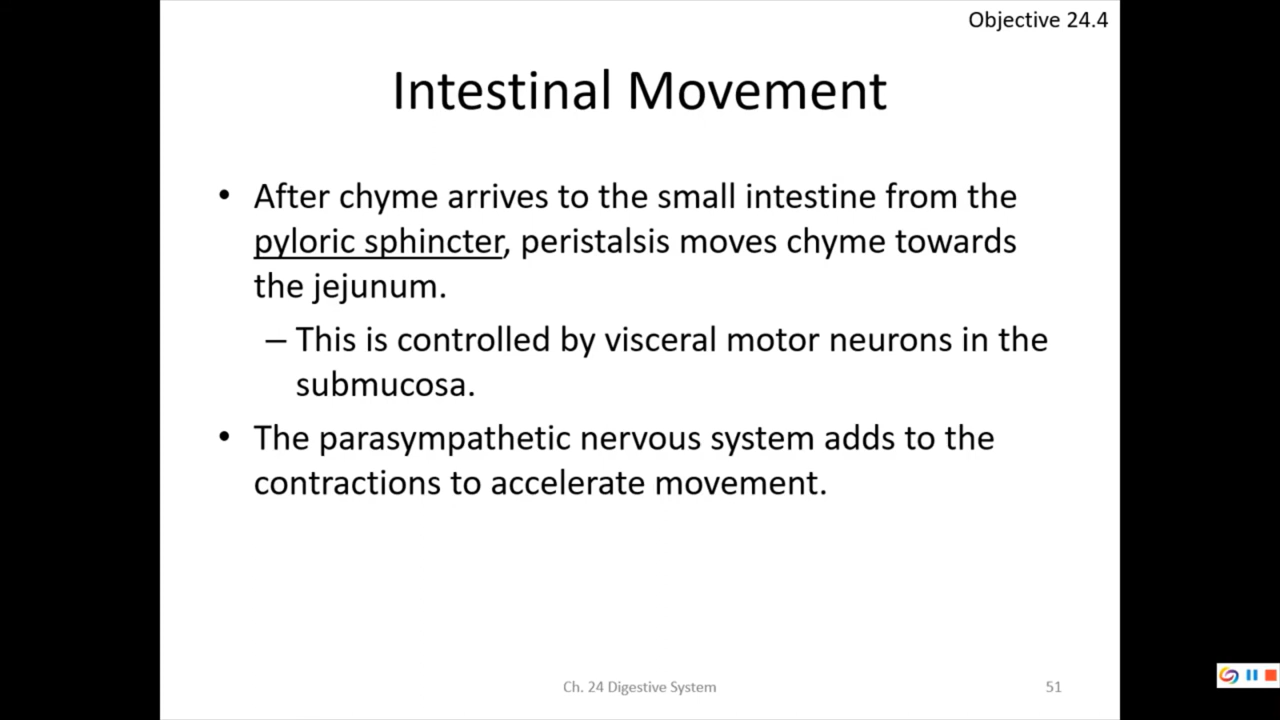 Objective 24.4
Intestinal Movement
• After chyme arrives to the small intestine from the
pyloric sphincter, peristalsis moves chyme towards
the jejunum.
– This is controlled by visceral motor neurons in the
submucosa.
• The parasympathetic nervous system adds to the
contractions to accelerate movement.
Ch. 24 Digestive System
51